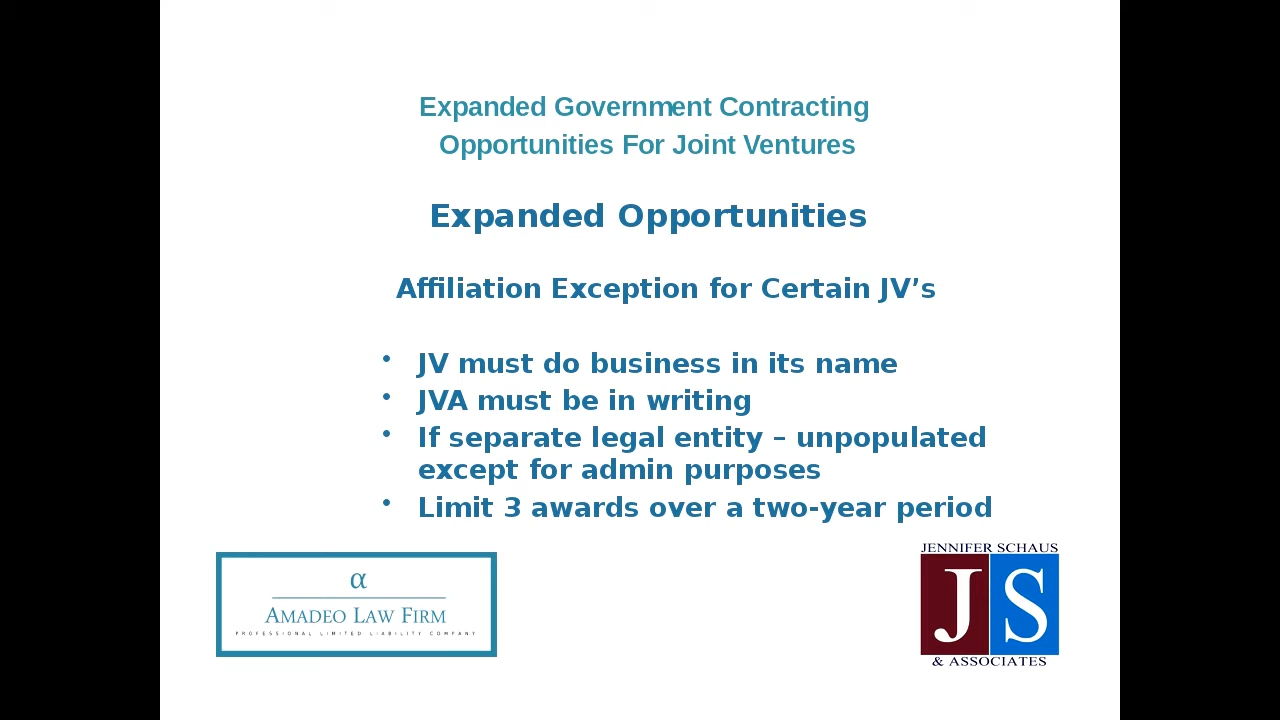 Expanded Government Contracting
Opportunities For Joint Ventures
Expanded Opportunities
Affiliation Exception for Certain JV’s
• JV must do business in its name
• JVA must be in writing
• If separate legal entity – unpopulated
except for admin purposes
• Limit 3 awards over a two-year period
α
AMADEO LAW FIRM
PROFESSIONAL LIMITED LIABILITY COMPANY
JENNIFER SCHAUS
JS
& ASSOCIATES